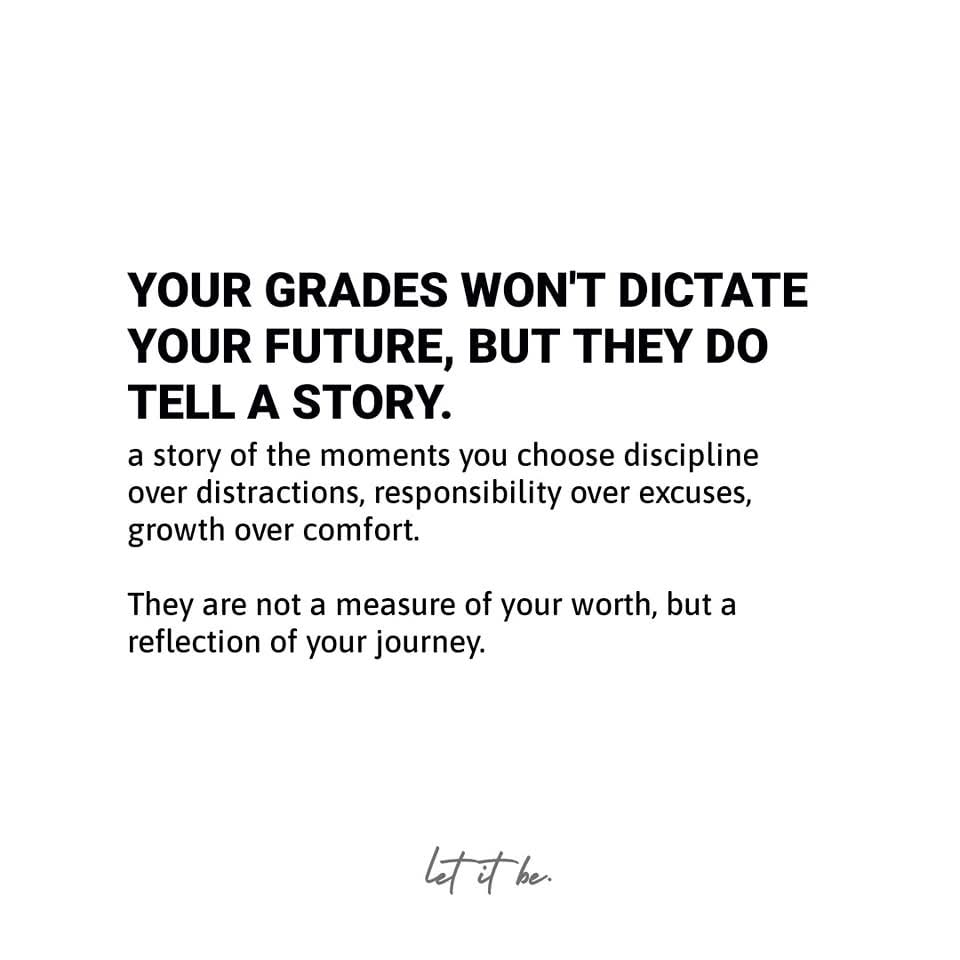 YOUR GRADES WON'T DICTATE
YOUR FUTURE, BUT THEY DO
TELL A STORY.
a story of the moments you choose discipline
over distractions, responsibility over excuses,
growth over comfort.
They are not a measure of your worth, but a
reflection of your journey.
let it be.